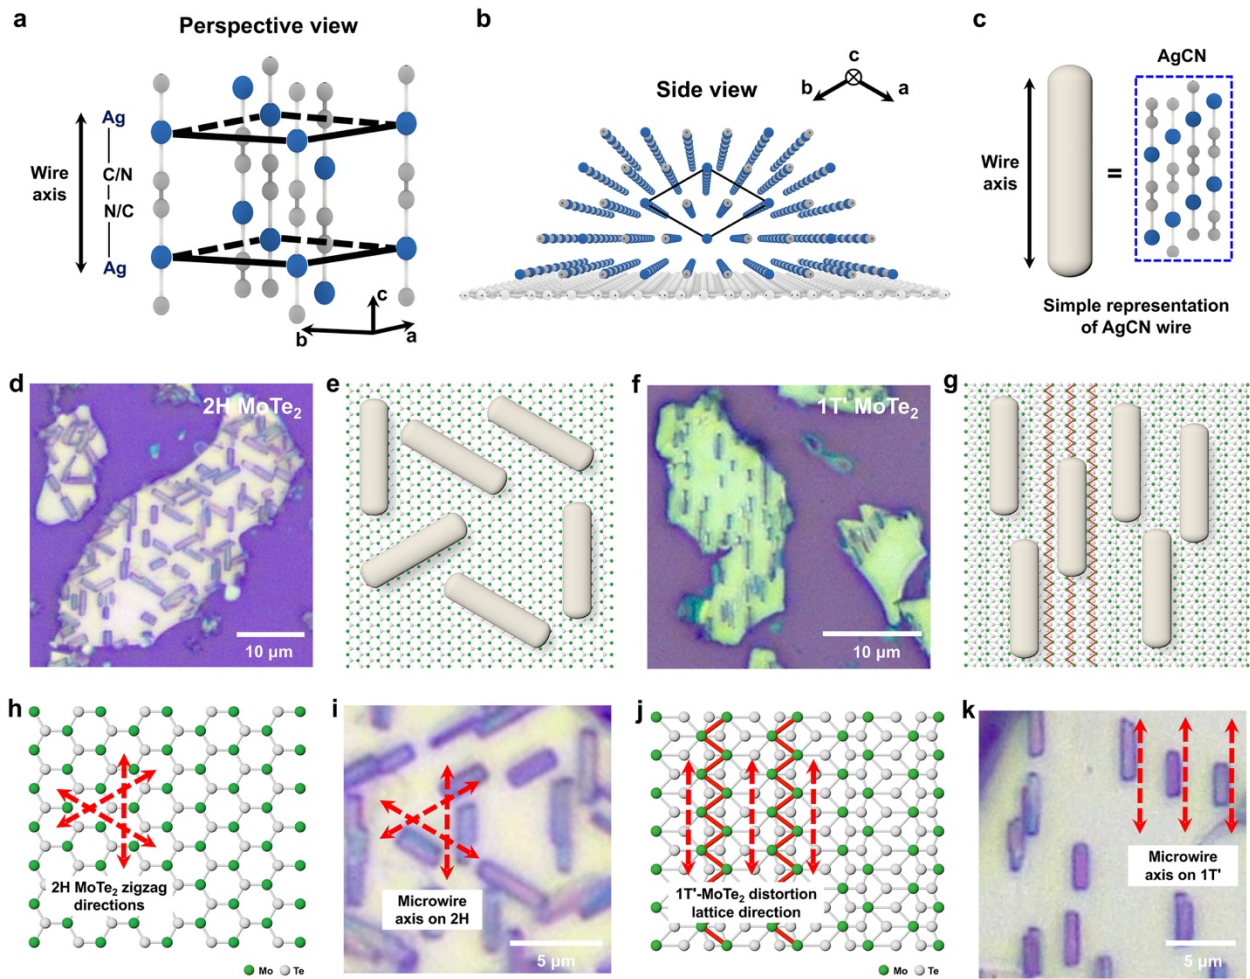 a
Perspective view
Ag
C/N
N/C
Ag
Wire
axis
c
b
a
b
Side view
c
b
a
c
AgCN
Wire
axis
=
Simple representation
of AgCN wire
d
2H MoTe2
10 μm
e
f
1T' MoTe2
10 μm
g
h
2H MoTe2 zigzag
directions
Mo
Te
i
Microwire
axis on 2H
5 μm
j
1T'-MoTe2 distortion
lattice direction
Mo
Te
k
Microwire
axis on 1T'
5 μm